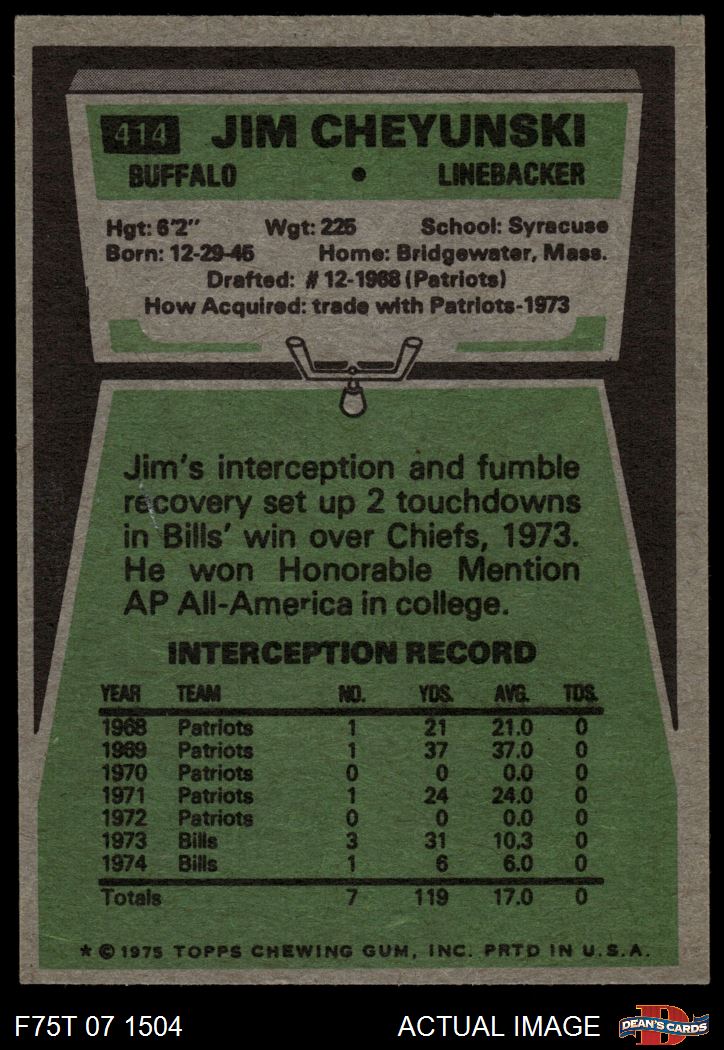 414 JIM CHEYUNSKI
BUFFALO • LINEBACKER
Hgt: 6'2" Wgt: 225 School: Syracuse
Born: 12-29-45 Home: Bridgewater, Mass.
Drafted: #12-1968 (Patriots)
How Acquired: trade with Patriots-1973
Jim's interception and fumble
recovery set up 2 touchdowns
in Bills' win over Chiefs, 1973.
He won Honorable Mention
AP All-America in college.
INTERCEPTION RECORD
YEAR TEAM NO. YDS. AVG. TDS.
1968 Patriots 1 21 21.0 0
1969 Patriots 1 37 37.0 0
1970 Patriots 0 0 0.0 0
1971 Patriots 1 24 24.0 0
1972 Patriots 0 0 0.0 0
1973 Bills 3 31 10.3 0
1974 Bills 1 6 6.0 0
Totals 7 119 17.0 0
* © 1975 TOPPS CHEWING GUM, INC. PRTD IN U.S.A.
F75T 07 1504 ACTUAL IMAGE D DEAN'S CARDS